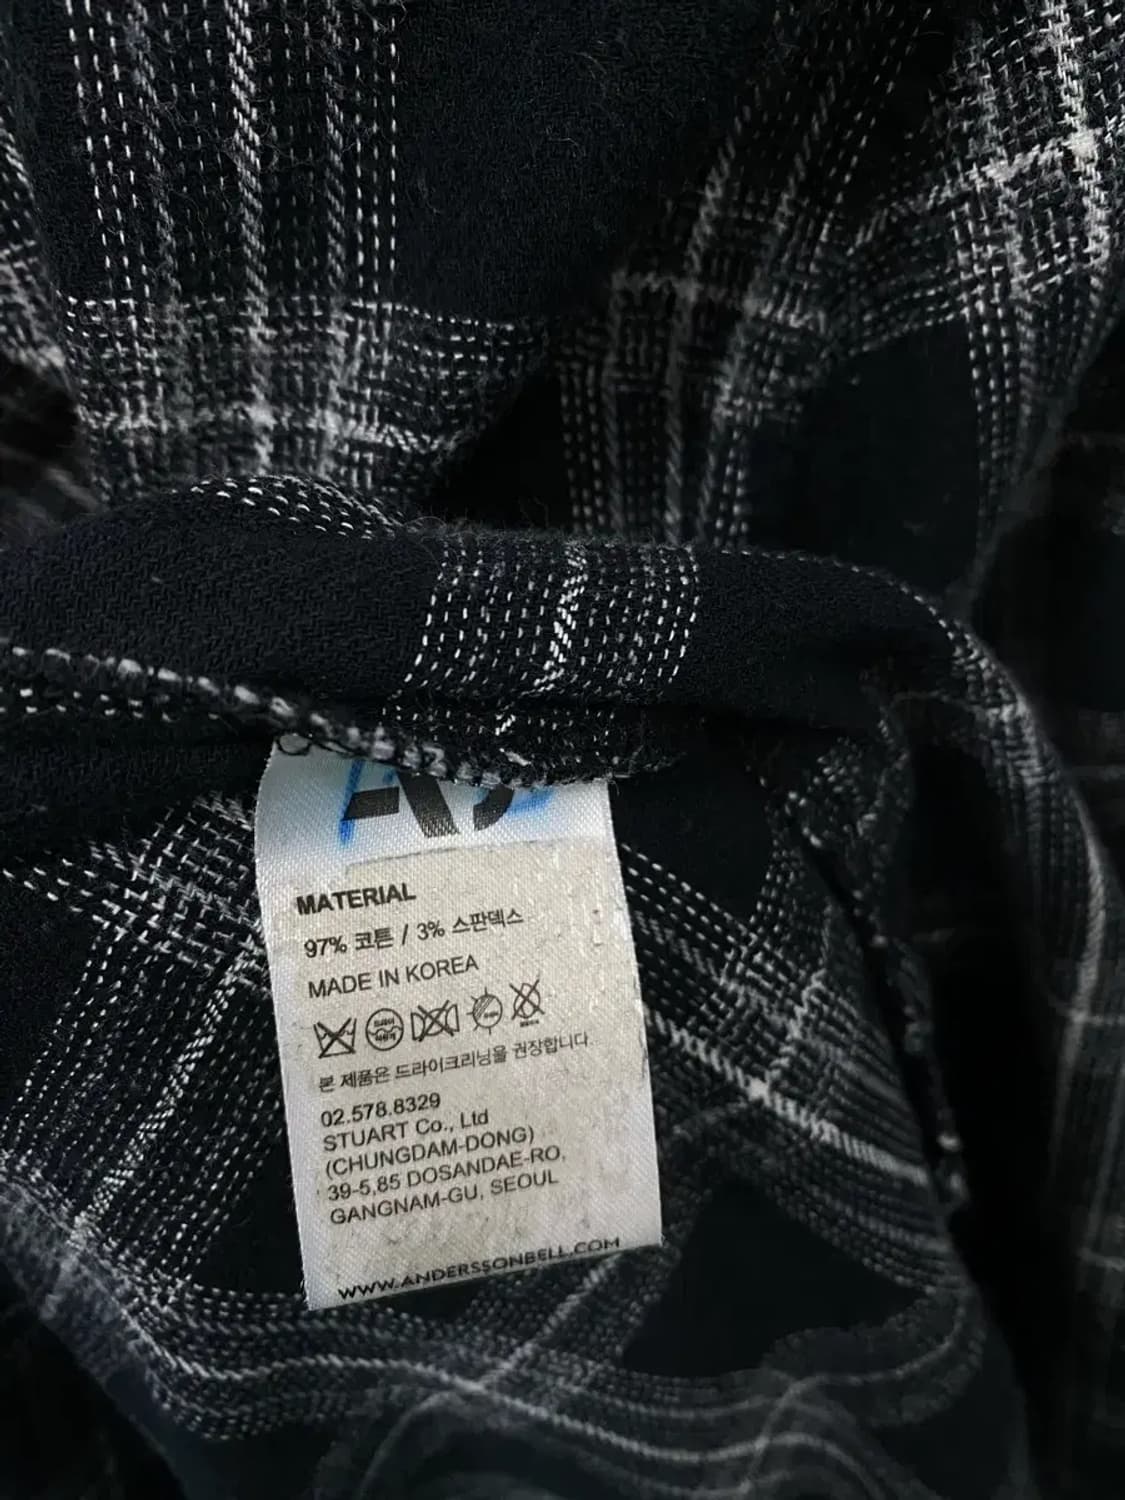 MATERIAL
97% 코튼 / 3% 스판덱스
MADE IN KOREA
본 제품은 드라이크리닝을 권장합니다.
02.578.8329
STUART Co., Ltd
(CHUNGDAM-DONG)
39-5,85 DOSANDAE-RO,
GANGNAM-GU, SEOUL
WWW.ANDERSSONBELL.COM